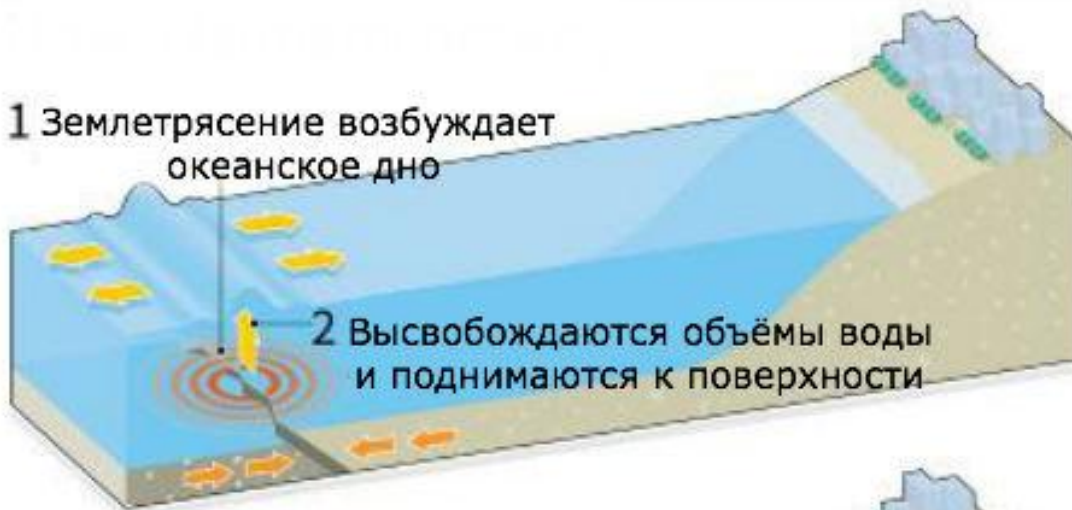 1 Землетрясение возбуждает
океанское дно
2 Высвобождаются объёмы воды
и поднимаются к поверхности